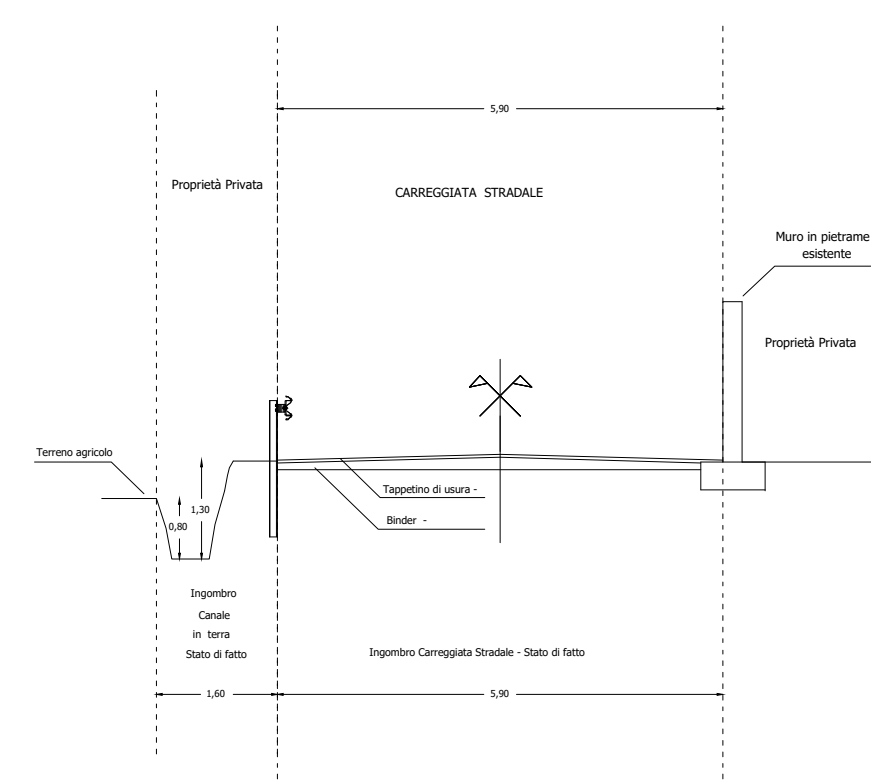 5,90
Proprietà Privata
CARREGGIATA STRADALE
Muro in pietrame
esistente
Proprietà Privata
Terreno agricolo
1,30
0,80
Tappetino di usura -
Binder -
Ingombro
Canale
in terra
Stato di fatto
Ingombro Carreggiata Stradale - Stato di fatto
1,60
5,90